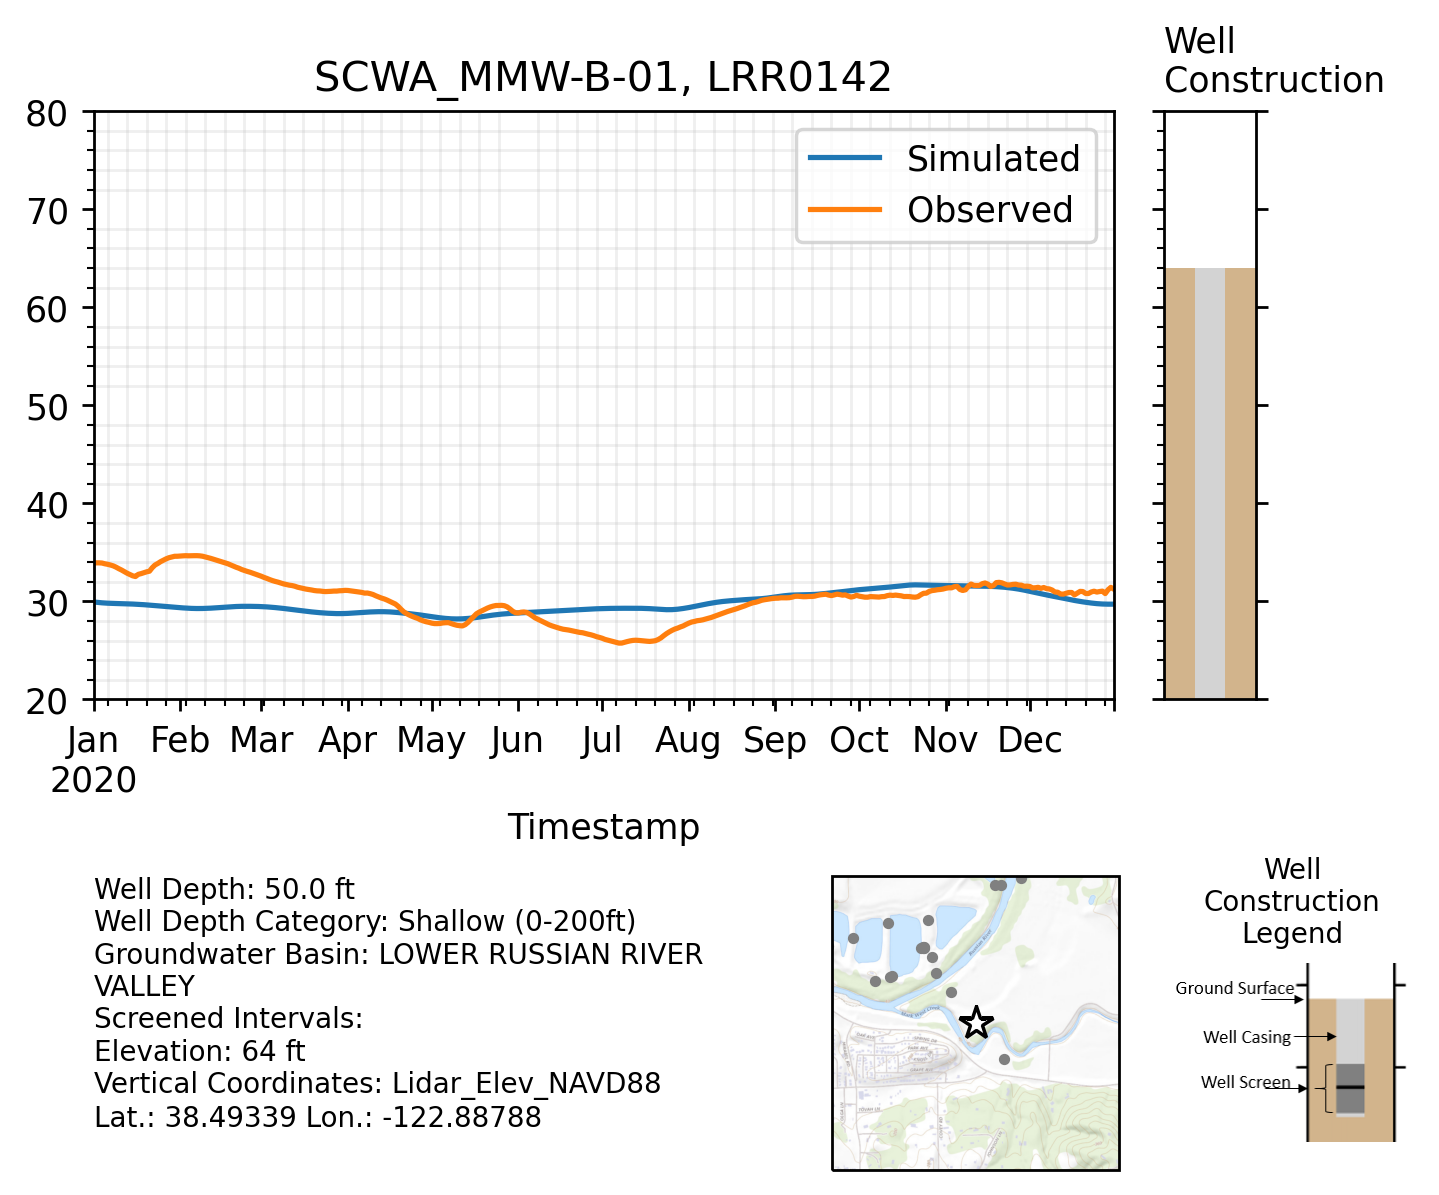 Well
Construction
SCWA_MMW-B-01, LRR0142
80
70
60
50
40
30
20
Simulated
Observed
Jan Feb Mar Apr May Jun Jul Aug Sep Oct Nov Dec
2020
Timestamp
Well Depth: 50.0 ft
Well Depth Category: Shallow (0-200ft)
Groundwater Basin: LOWER RUSSIAN RIVER
VALLEY
Screened Intervals:
Elevation: 64 ft
Vertical Coordinates: Lidar_Elev_NAVD88
Lat.: 38.49339 Lon.: -122.88788
Well
Construction
Legend
Ground Surface
Well Casing
Well Screen